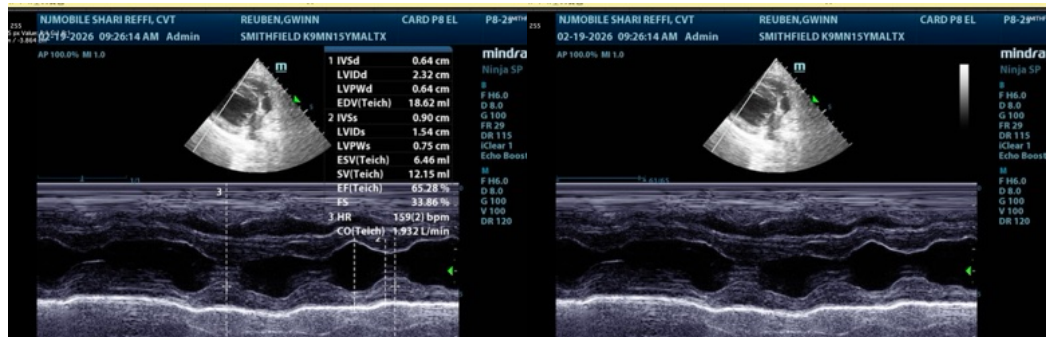 NJMOBILE SHARI REFFI, CVT REUBEN,GWINN CARD P8 EL
02-19-2026 09:26:14 AM Admin SMITHFIELD K9MN15YMALTX
AP 100.0% MI 1.0
m
1 IVSd 0.64 cm
LVIDd 2.32 cm
LVPWd 0.64 cm
EDV(Teich) 18.62 ml
2 IVSs 0.90 cm
LVIDs 1.54 cm
LVPWs 0.75 cm
ESV(Teich) 6.46 ml
SV(Teich) 12.15 ml
EF(Teich) 65.28 %
FS 33.86 %
3 HR 159(2) bpm
CO(Teich) 1.932 L/min
3
2
mindra
Ninja SP
B
F H6.0
D 8.0
G 100
FR 29
DR 115
iClear 1
Echo Boost
M
F H6.0
D 8.0
G 100
V 100
DR 120
NJMOBILE SHARI REFFI, CVT REUBEN,GWINN CARD P8 EL
02-19-2026 09:26:14 AM Admin SMITHFIELD K9MN15YMALTX
AP 100.0% MI 1.0
m
mindra
Ninja SP
B
F H6.0
D 8.0
G 100
FR 29
DR 115
iClear 1
Echo Boost
M
F H6.0
D 8.0
G 100
V 100
DR 120